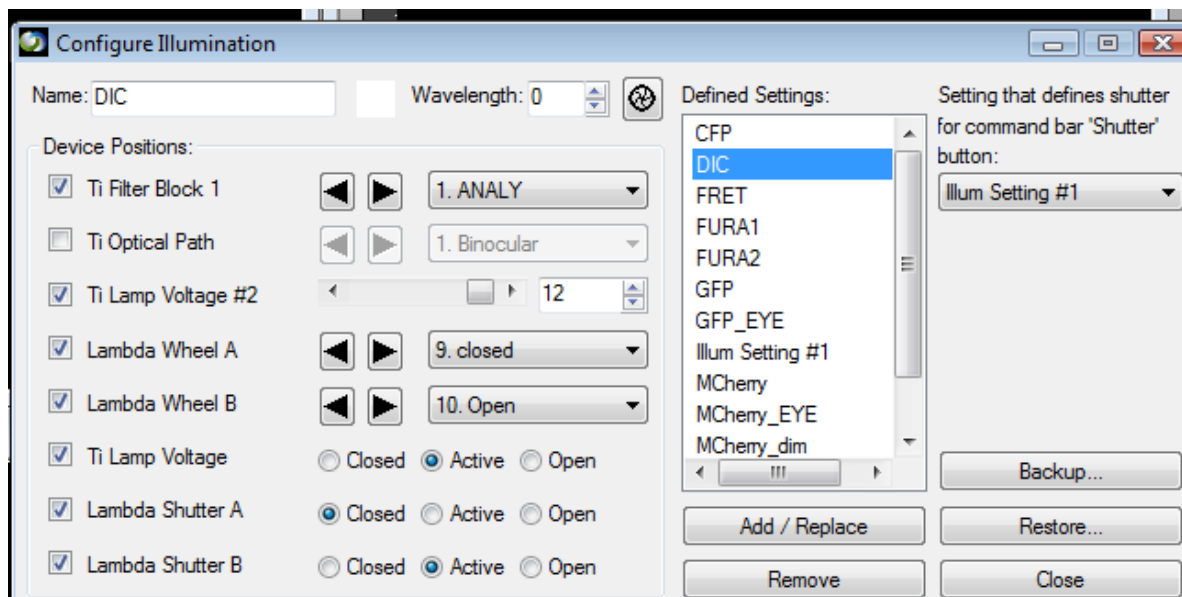 Configure Illumination
Name: DIC
Wavelength: 0
Device Positions:
Ti Filter Block 1
1. ANALY
Ti Optical Path
1. Binocular
Ti Lamp Voltage #2
12
Lambda Wheel A
9. closed
Lambda Wheel B
10. Open
Ti Lamp Voltage
Closed Active Open
Lambda Shutter A
Closed Active Open
Lambda Shutter B
Closed Active Open
Defined Settings:
CFP
DIC
FRET
FURA1
FURA2
GFP
GFP_EYE
Illum Setting #1
MCherry
MCherry_EYE
MCherry_dim
Add / Replace
Remove
Setting that defines shutter
for command bar 'Shutter'
button:
Illum Setting #1
Backup...
Restore...
Close